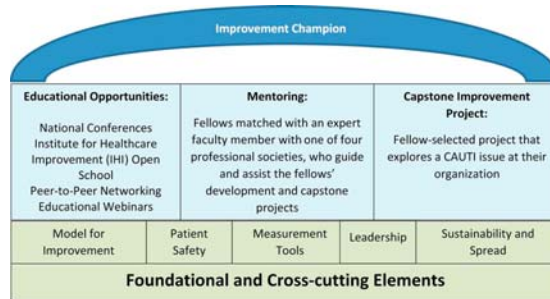 Improvement Champion
Educational Opportunities:
National Conferences
Institute for Healthcare
Improvement (IHI) Open
School
Peer-to-Peer Networking
Educational Webinars
Mentoring:
Fellows matched with an expert
faculty member with one of four
professional societies, who guide
and assist the fellows'
development and capstone
projects
Capstone Improvement
Project:
Fellow-selected project that
explores a CAUTI issue at their
organization
Model for
Improvement
Patient
Safety
Measurement
Tools
Leadership
Sustainability and
Spread
Foundational and Cross-cutting Elements